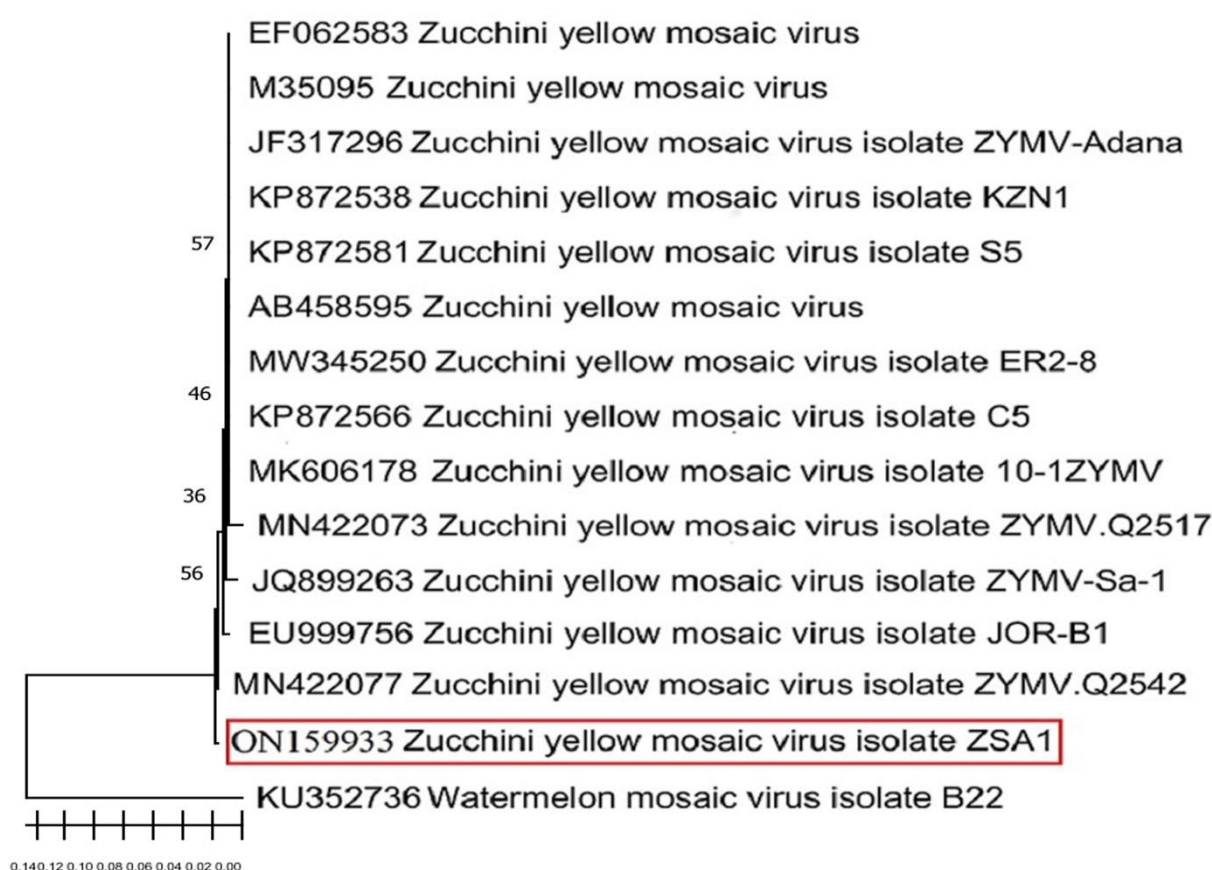 EF062583 Zucchini yellow mosaic virus
M35095 Zucchini yellow mosaic virus
JF317296 Zucchini yellow mosaic virus isolate ZYMV-Adana
KP872538 Zucchini yellow mosaic virus isolate KZN1
57
KP872581 Zucchini yellow mosaic virus isolate S5
AB458595 Zucchini yellow mosaic virus
MW345250 Zucchini yellow mosaic virus isolate ER2-8
46
KP872566 Zucchini yellow mosaic virus isolate C5
MK606178 Zucchini yellow mosaic virus isolate 10-1ZYMV
36
MN422073 Zucchini yellow mosaic virus isolate ZYMV.Q2517
56
JQ899263 Zucchini yellow mosaic virus isolate ZYMV-Sa-1
EU999756 Zucchini yellow mosaic virus isolate JOR-B1
MN422077 Zucchini yellow mosaic virus isolate ZYMV.Q2542
ON159933 Zucchini yellow mosaic virus isolate ZSA1
KU352736 Watermelon mosaic virus isolate B22
0.14 0.12 0.10 0.08 0.06 0.04 0.02 0.00